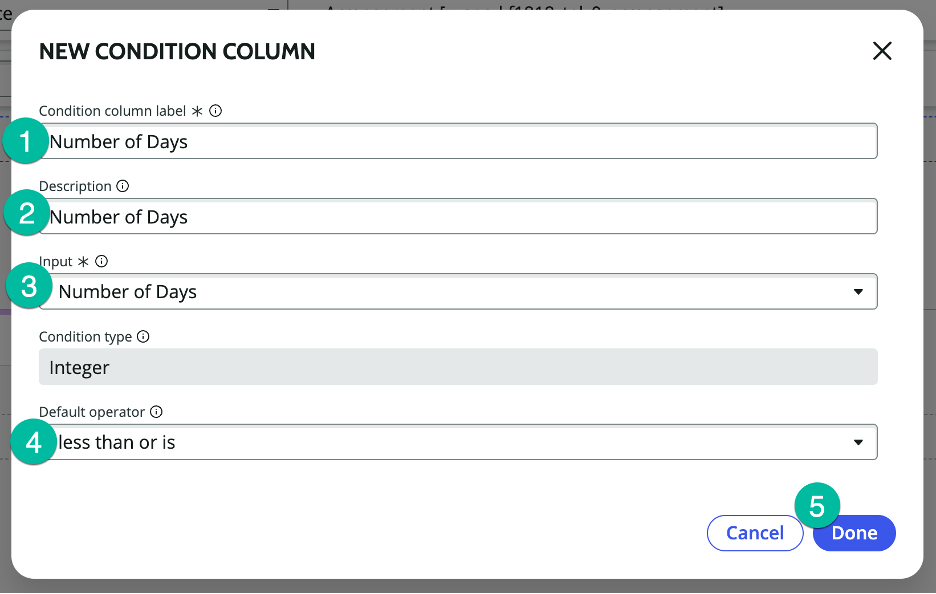 NEW CONDITION COLUMN
Condition column label *
1 Number of Days
Description
2 Number of Days
Input *
3 Number of Days
Condition type
Integer
Default operator
4 less than or is
5
Cancel Done